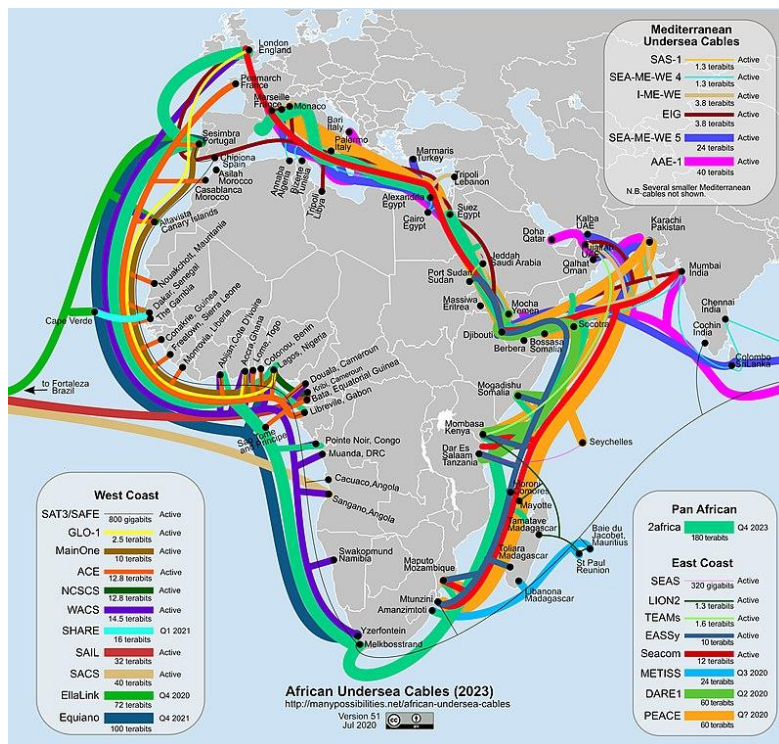 London
England
Penmarch
France
Marseille
France
Monaco
Bari
Italy
Sesimbra
Portugal
Palermo
Italy
Marmaris
Turkey
Chipiona
Spain
Asilah
Morocco
Casablanca
Morocco
Annaba
Algeria
Bizerte
Tunisia
Tripoli
Libya
Tripoli
Lebanon
Alexandria
Egypt
Suez
Egypt
Cairo
Egypt
Altavista
Canary Islands
Doha
Qatar
Kalba
UAE
UAE
Qalhat
Oman
Karachi
Pakistan
Mumbai
India
Jeddah
Saudi Arabia
Port Sudan
Sudan
Nouakchott, Mauritania
Dakar, Senegal
The Gambia
Cape Verde
Conakrie, Guinea
Freetown, Sierra Leone
Monrovia, Liberia
Abijan, Cote D'ivoire
Accra, Ghana
Lome, Togo
Cotonou, Benin
Lagos, Nigeria
Massiwa
Eritrea
Mocha
Yemen
Djibouti
Berbera
Bossasa
Somalia
Socotra
Chennai
India
Cochin
India
Colombo
Sri Lanka
Douala, Cameroun
Kribi, Cameroun
Bata, Equatorial Guinea
Libreville, Gabon
Sao Tome
and Principe
to Fortaleza
Brazil
Mogadishu
Somalia
Mombasa
Kenya
Dar Es
Salaam
Tanzania
Seychelles
Pointe Noir, Congo
Muanda, DRC
Cacuaco, Angola
Sangano, Angola
Moroni
Comores
Mayotte
Tamatave
Madagascar
Baie du
Jacobet,
Maurilius
St Paul
Reunion
Toliara
Madagascar
Libanona
Madagascar
Swakopmund
Namibia
Maputo
Mozambique
Mtunzini
Amanzimtoti
Yzerfontein
Melkbosstrand
Mediterranean
Undersea Cables
SAS-1 Active
1.3 terabits
SEA-ME-WE 4 Active
1.3 terabits
I-ME-WE Active
3.8 terabits
EIG Active
3.8 terabits
SEA-ME-WE 5 Active
24 terabits
AAE-1 Active
40 terabits
N.B. Several smaller Mediterranean
cables not shown.
West Coast
SAT3/SAFE Active
800 gigabits
GLO-1 Active
2.5 terabits
MainOne Active
10 terabits
ACE Active
12.8 terabits
NCSCS Active
12.8 terabits
WACS Active
14.5 terabits
SHARE Q1 2021
16 terabits
SAIL Active
32 terabits
SACS Active
40 terabits
EllaLink Q4 2020
72 terabits
Equiano Q4 2021
100 terabits
Pan African
2africa Q4 2023
180 terabits
East Coast
SEAS Active
320 gigabits
LION2 Active
1.3 terabits
TEAMs Active
1.6 terabits
EASSy Active
10 terabits
Seacom Active
12 terabits
METISS Q3 2020
24 terabits
DARE1 Q2 2020
60 terabits
PEACE Q? 2020
60 terabits
African Undersea Cables (2023)
http://manypossibilities.net/african-undersea-cables
Version 51
Jul 2020
CC
BY